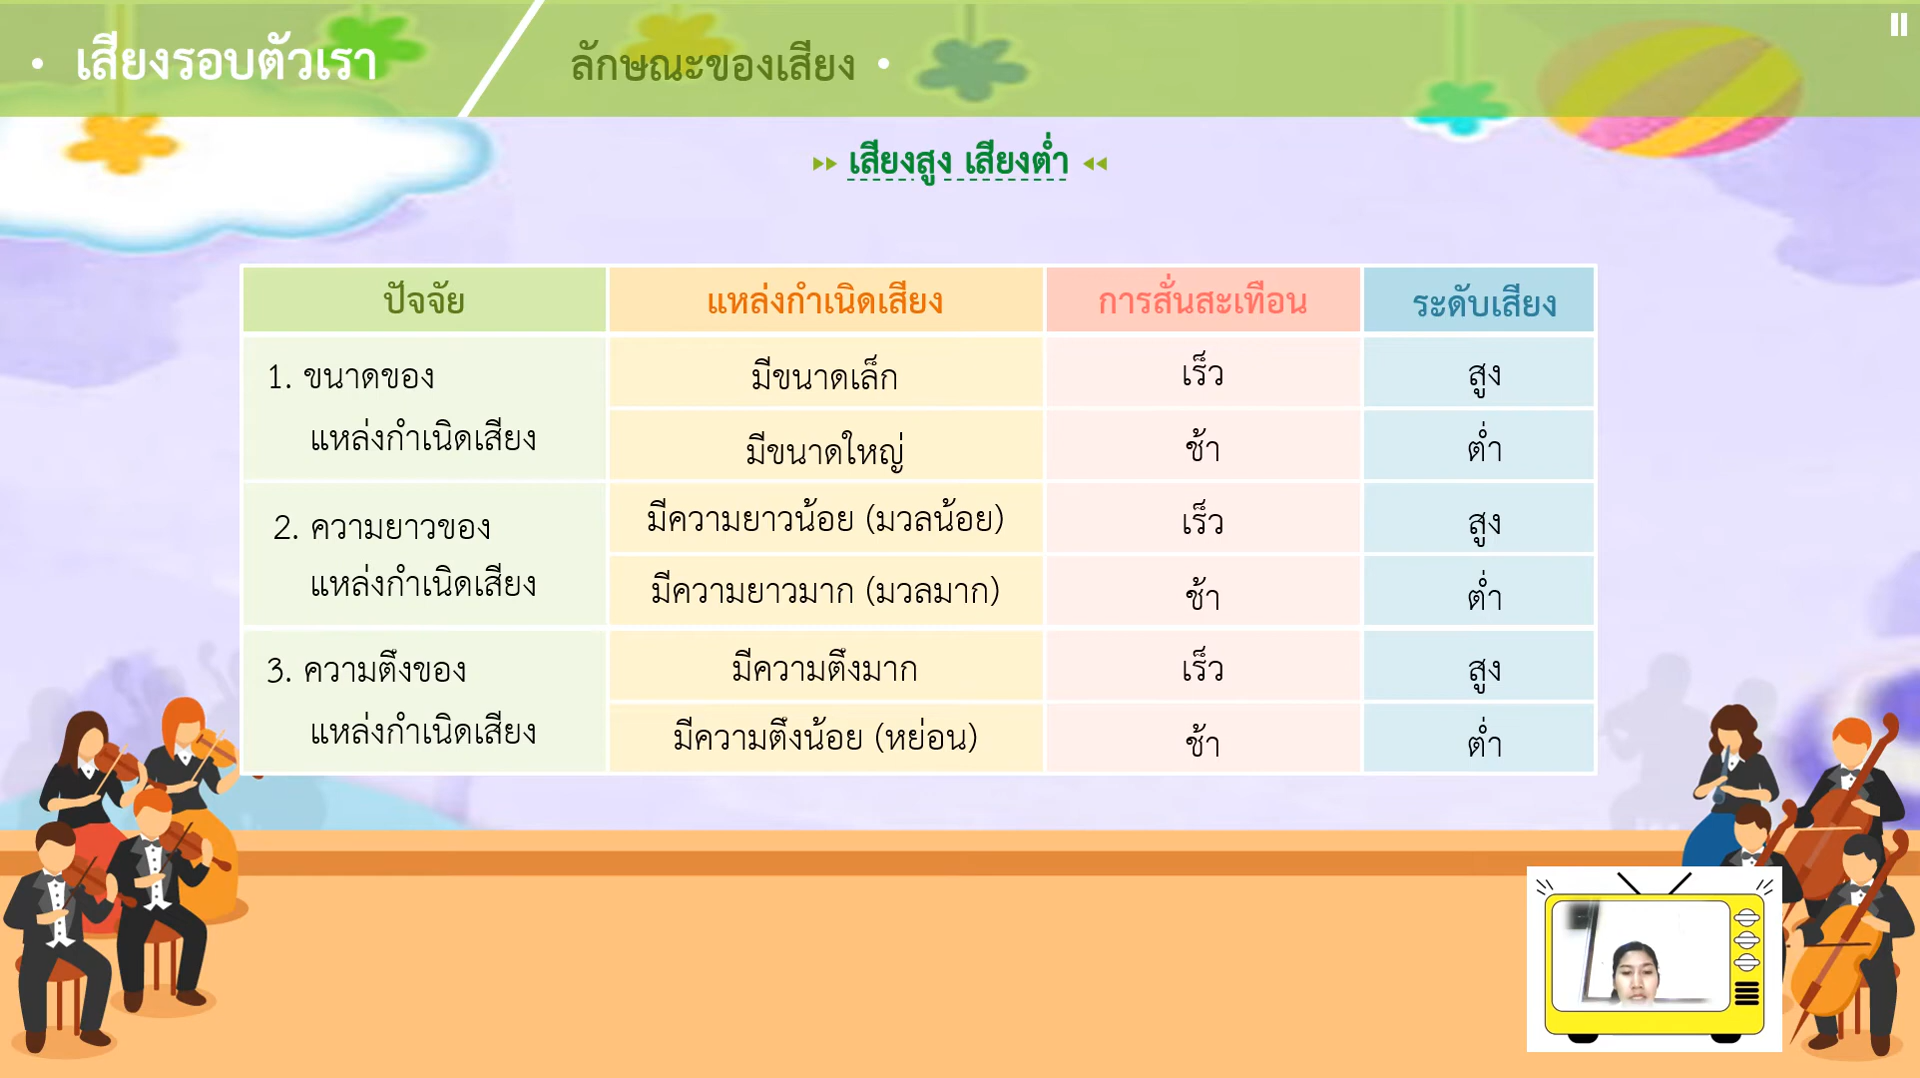 • เสียงรอบตัวเรา
ลักษณะของเสียง •
เสียงสูง เสียงต่ำ
ปัจจัย แหล่งกำเนิดเสียง การสั่นสะเทือน ระดับเสียง
1. ขนาดของ
แหล่งกำเนิดเสียง
มีขนาดเล็ก เร็ว สูง
มีขนาดใหญ่ ช้า ต่ำ
2. ความยาวของ
แหล่งกำเนิดเสียง
มีความยาวน้อย (มวลน้อย) เร็ว สูง
มีความยาวมาก (มวลมาก) ช้า ต่ำ
3. ความตึงของ
แหล่งกำเนิดเสียง
มีความตึงมาก เร็ว สูง
มีความตึงน้อย (หย่อน) ช้า ต่ำ